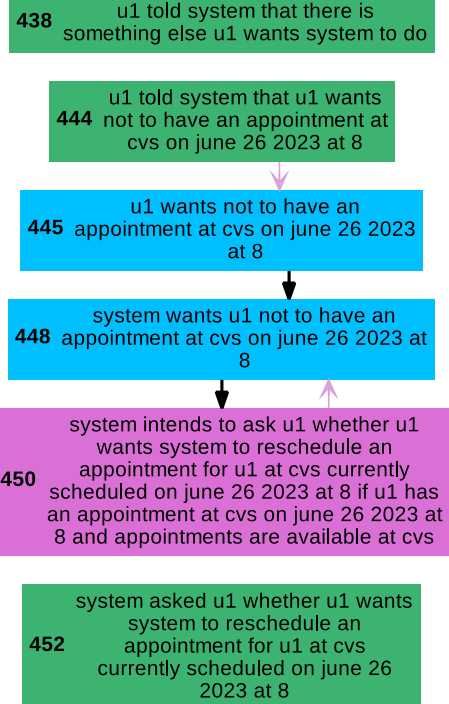 438 u1 told system that there is
something else u1 wants system to do
444 u1 told system that u1 wants
not to have an appointment at
cvs on june 26 2023 at 8
445 u1 wants not to have an
appointment at cvs on june 26 2023
at 8
448 system wants u1 not to have an
appointment at cvs on june 26 2023 at
8
450 system intends to ask u1 whether u1
wants system to reschedule an
appointment for u1 at cvs currently
scheduled on june 26 2023 at 8 if u1 has
an appointment at cvs on june 26 2023 at
8 and appointments are available at cvs
452 system asked u1 whether u1 wants
system to reschedule an
appointment for u1 at cvs
currently scheduled on june 26
2023 at 8